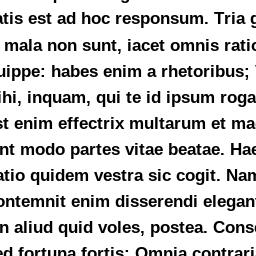 atis est ad hoc responsum. Tria g
mala non sunt, iacet omnis ratio
uippe: habes enim a rhetoribus;
ihi, inquam, qui te id ipsum roga
st enim effectrix multarum et ma
nt modo partes vitae beatae. Hae
atio quidem vestra sic cogit. Nam
ontemnit enim disserendi elegant
n aliud quid voles, postea. Cons
ed fortuna fortis; Omnia contrari